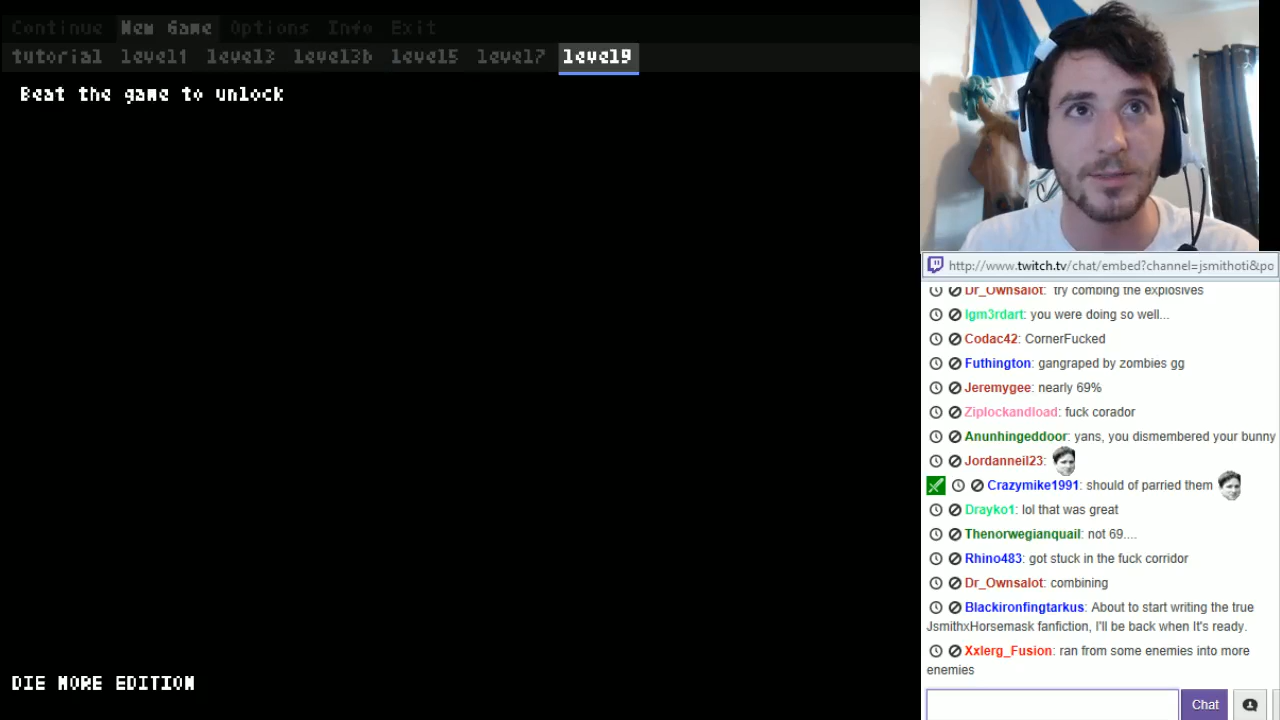 Continue New Game Options Info Exit
tutorial level1 level3 level3b level5 level7 level9
Beat the game to unlock
DIE MORE EDITION
http://www.twitch.tv/chat/embed?channel=jsmithoti&po
Dr_Ownsalot: try combing the explosives
Igm3rdart: you were doing so well...
Codac42: CornerFucked
Futhington: gangraped by zombies gg
Jeremygee: nearly 69%
Ziplockandload: fuck corador
Anunhingeddoor: yans, you dismembered your bunny
Jordanneil23:
Crazymike1991: should of parried them
Drayko1: lol that was great
Thenorwegianquail: not 69....
Rhino483: got stuck in the fuck corridor
Dr_Ownsalot: combining
Blackironfingtarkus: About to start writing the true
JsmithxHorsemask fanfiction, I'll be back when It's ready.
Xxlerg_Fusion: ran from some enemies into more
enemies
Chat